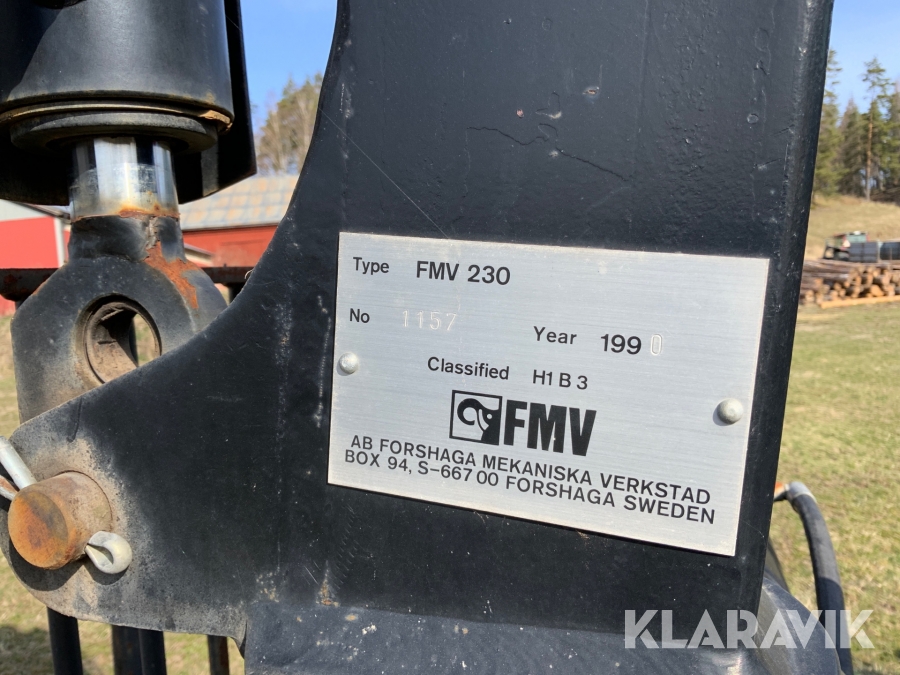 Type FMV 230
No 1157
Year 1990
Classified H1 B 3
FMV
AB FORSHAGA MEKANISKA VERKSTAD
BOX 94, S-667 00 FORSHAGA SWEDEN
KLARAVIK